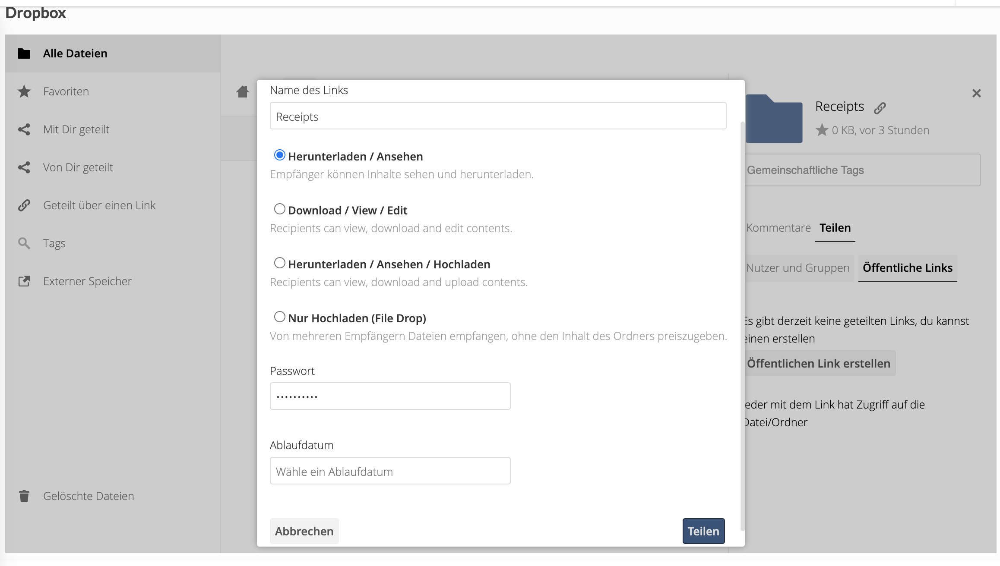 Dropbox
Alle Dateien
Favoriten
Mit Dir geteilt
Von Dir geteilt
Geteilt über einen Link
Tags
Externer Speicher
Gelöschte Dateien
Name des Links
Receipts
Herunterladen / Ansehen
Empfänger können Inhalte sehen und herunterladen.
Download / View / Edit
Recipients can view, download and edit contents.
Herunterladen / Ansehen / Hochladen
Recipients can view, download and upload contents.
Nur Hochladen (File Drop)
Von mehreren Empfängern Dateien empfangen, ohne den Inhalt des Ordners preiszugeben.
Passwort
••••••••••
Ablaufdatum
Wähle ein Ablaufdatum
Abbrechen
Teilen
Receipts
0 KB, vor 3 Stunden
Gemeinschaftliche Tags
Kommentare Teilen
Nutzer und Gruppen Öffentliche Links
Es gibt derzeit keine geteilten Links, du kannst
einen erstellen
Öffentlichen Link erstellen
eder mit dem Link hat Zugriff auf die
Datei/Ordner